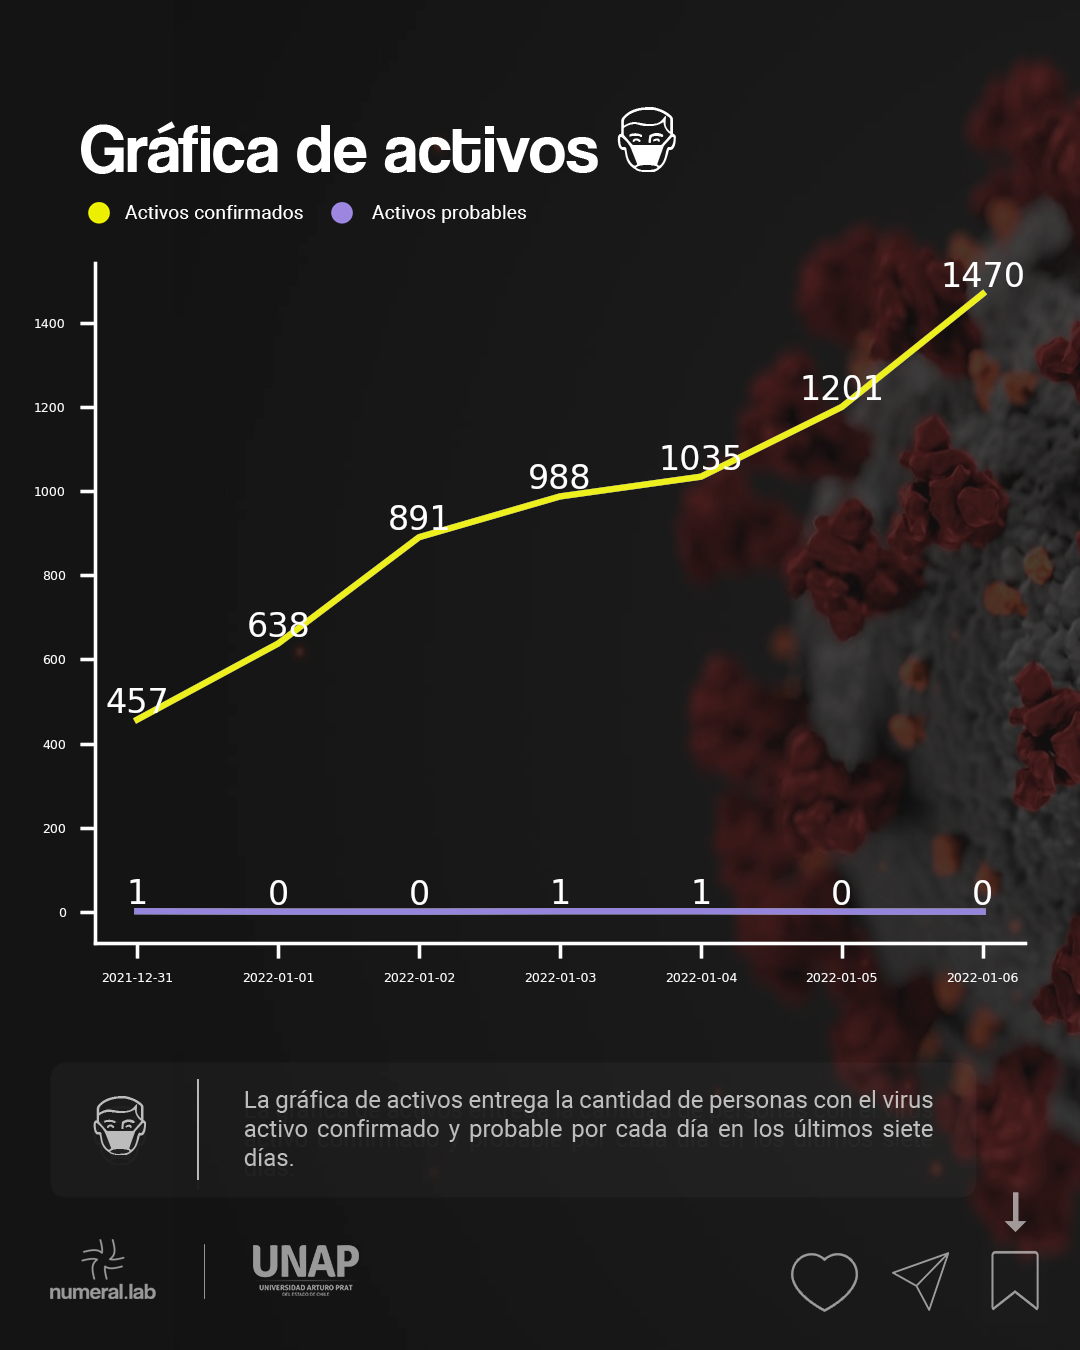 Gráfica de activos
Activos confirmados Activos probables
1470
1400
1201
1200
1035
988
1000
891
800
638
600
457
400
200
1 0 0 1 1 0 0
0
2021-12-31 2022-01-01 2022-01-02 2022-01-03 2022-01-04 2022-01-05 2022-01-06
La gráfica de activos entrega la cantidad de personas con el virus
activo confirmado y probable por cada día en los últimos siete
días.
numeral.lab
UNAP
UNIVERSIDAD ARTURO PRAT
DEL ESTADO DE CHILE